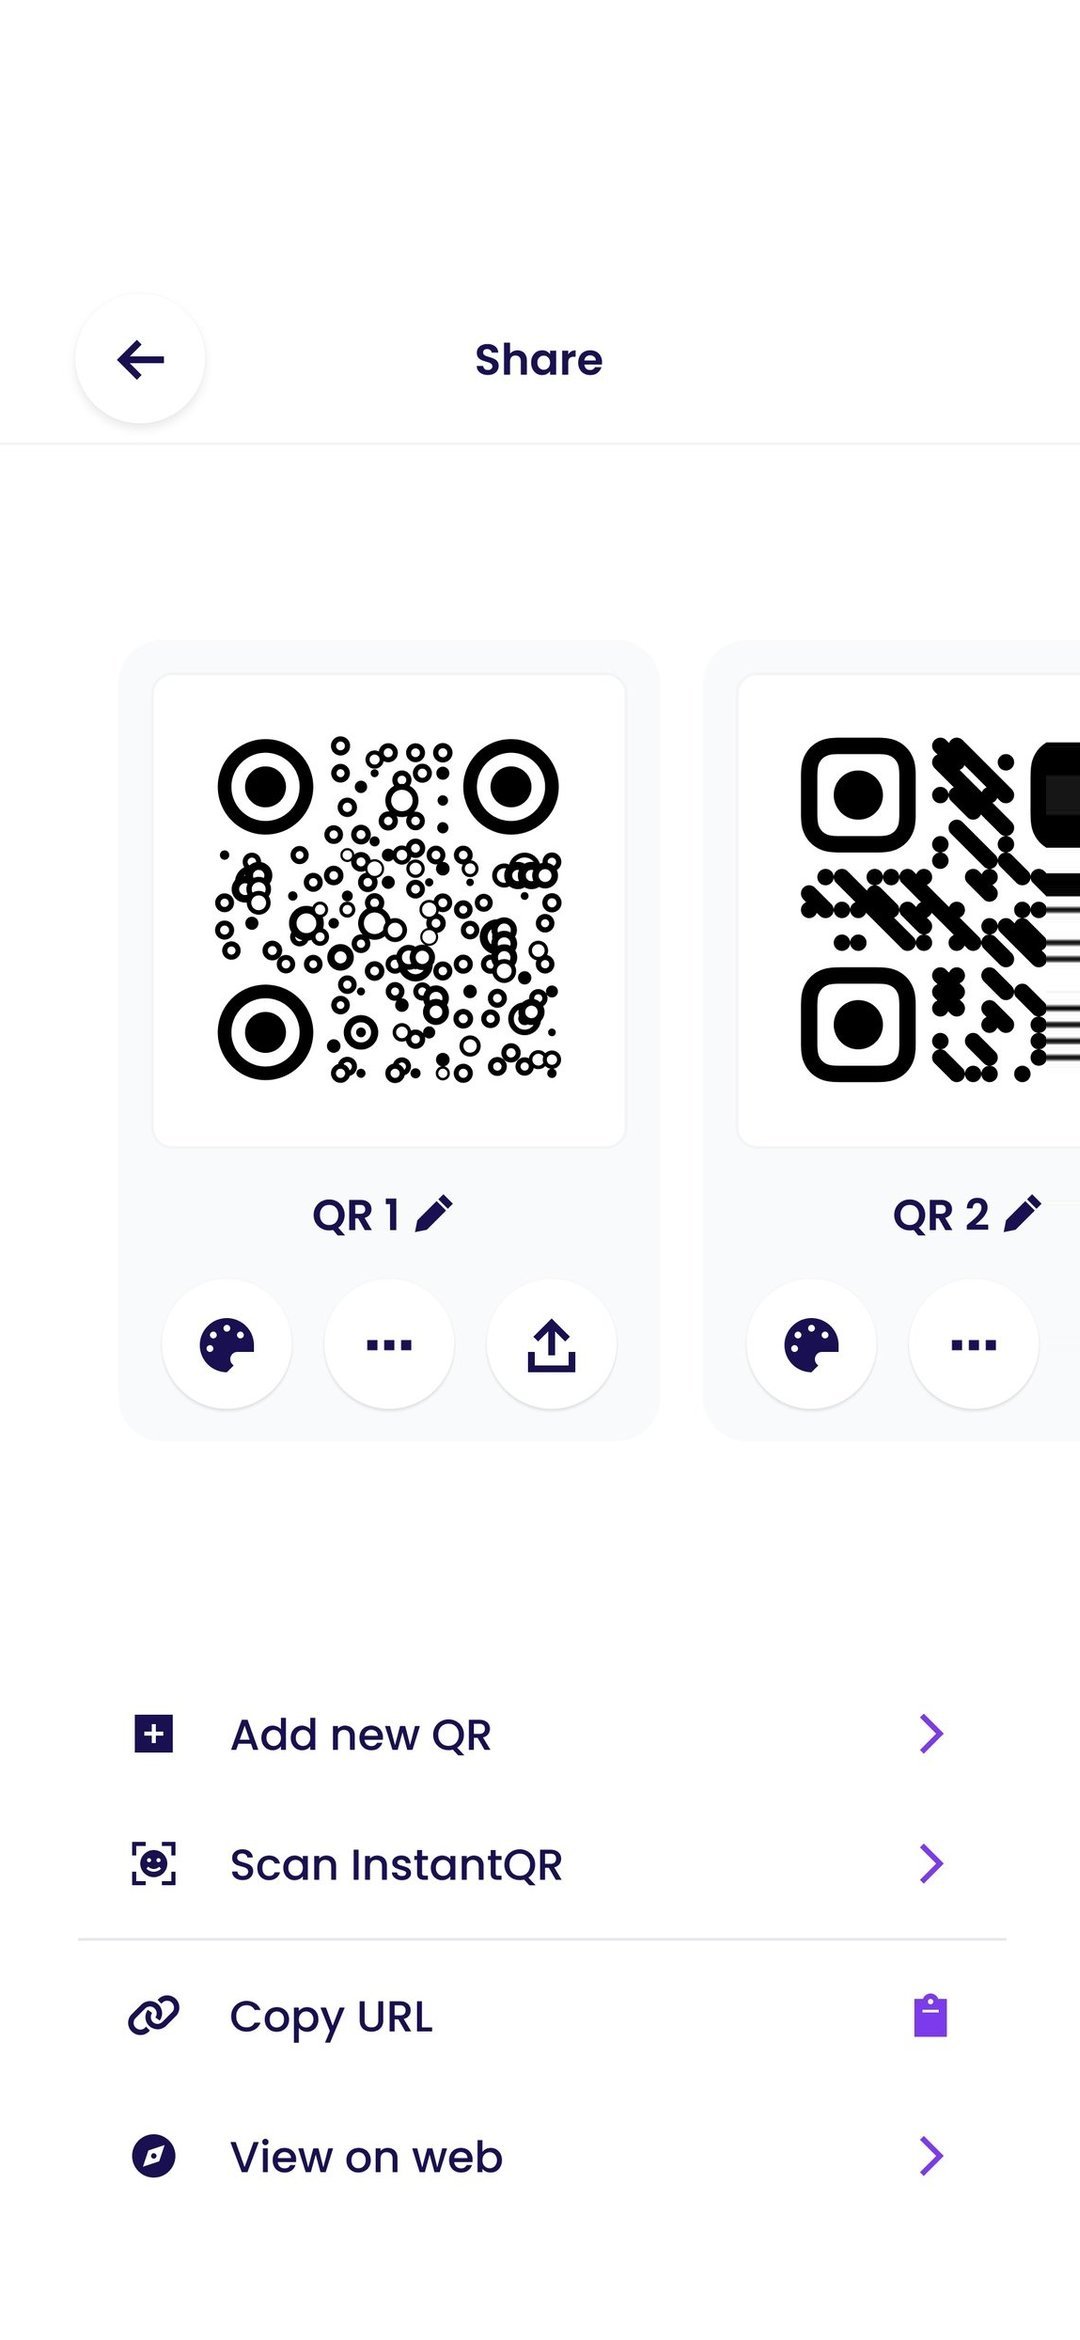 Share
QR 1
QR 2
Add new QR
Scan InstantQR
Copy URL
View on web